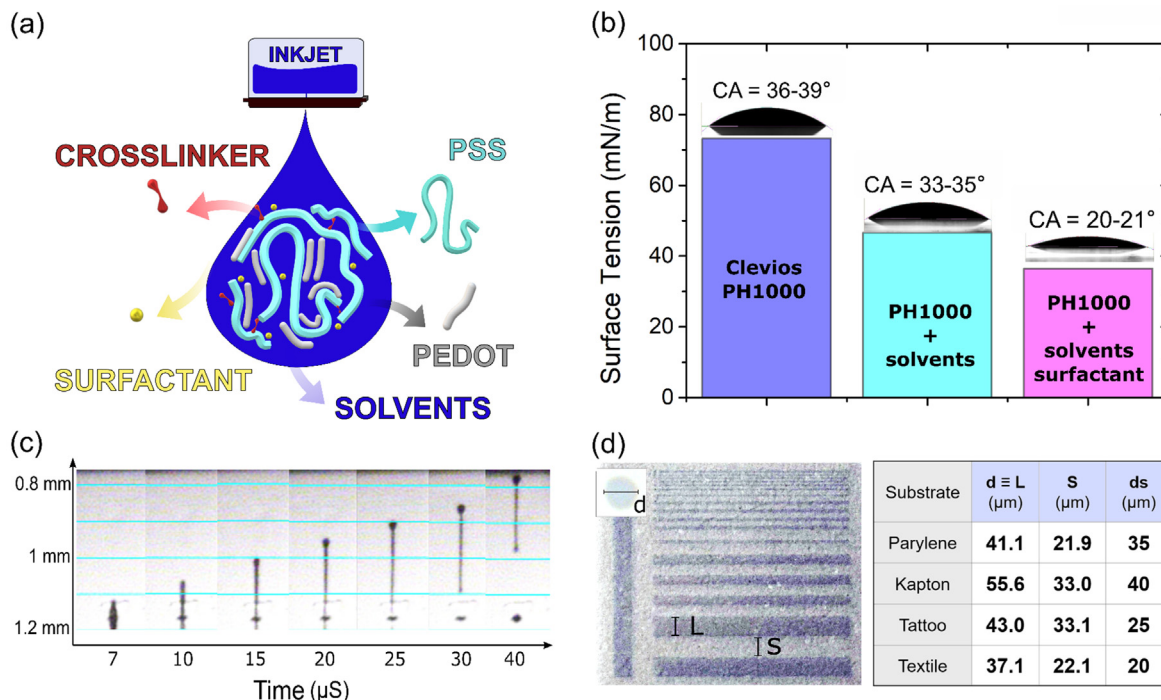 (a)
INKJET
CROSSLINKER
PSS
SURFACTANT
PEDOT
SOLVENTS
(b)
Surface Tension (mN/m)
100
80
60
40
20
0
CA = 36-39°
CA = 33-35°
CA = 20-21°
Clevios
PH1000
PH1000
+
solvents
PH1000
+
solvents
surfactant
(c)
0.8 mm
1 mm
1.2 mm
7 10 15 20 25 30 40
Time (µS)
(d)
d
L
S
Substrate d ≡ L (µm) S (µm) ds (µm)
Parylene 41.1 21.9 35
Kapton 55.6 33.0 40
Tattoo 43.0 33.1 25
Textile 37.1 22.1 20